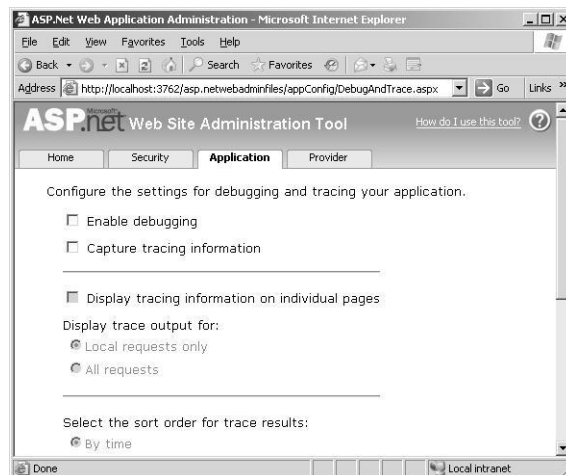 ASP.Net Web Application Administration - Microsoft Internet Explorer
File Edit View Favorites Tools Help
Back Search Favorites
Address http://localhost:3762/asp.netwebadminfiles/appConfig/DebugAndTrace.aspx Go Links »
Microsoft
ASP.net Web Site Administration Tool How do I use this tool? ?
Home Security Application Provider
Configure the settings for debugging and tracing your application.
Enable debugging
Capture tracing information
Display tracing information on individual pages
Display trace output for:
Local requests only
All requests
Select the sort order for trace results:
By time
Done Local intranet